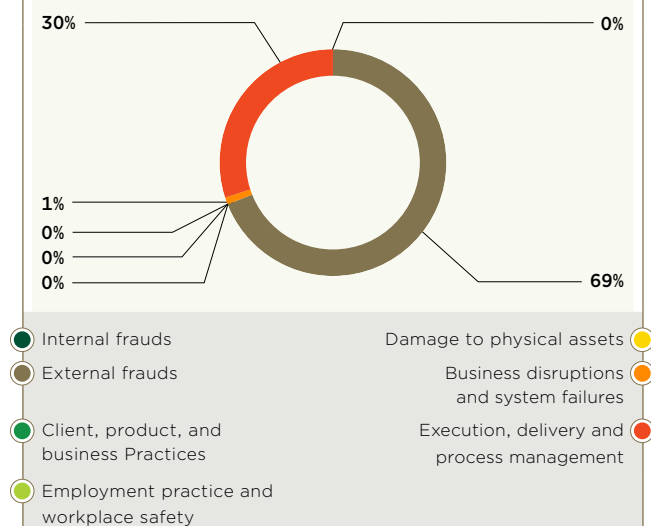 30%
0%
1%
0%
0%
0%
69%
Internal frauds
External frauds
Client, product, and
business Practices
Employment practice and
workplace safety
Damage to physical assets
Business disruptions
and system failures
Execution, delivery and
process management